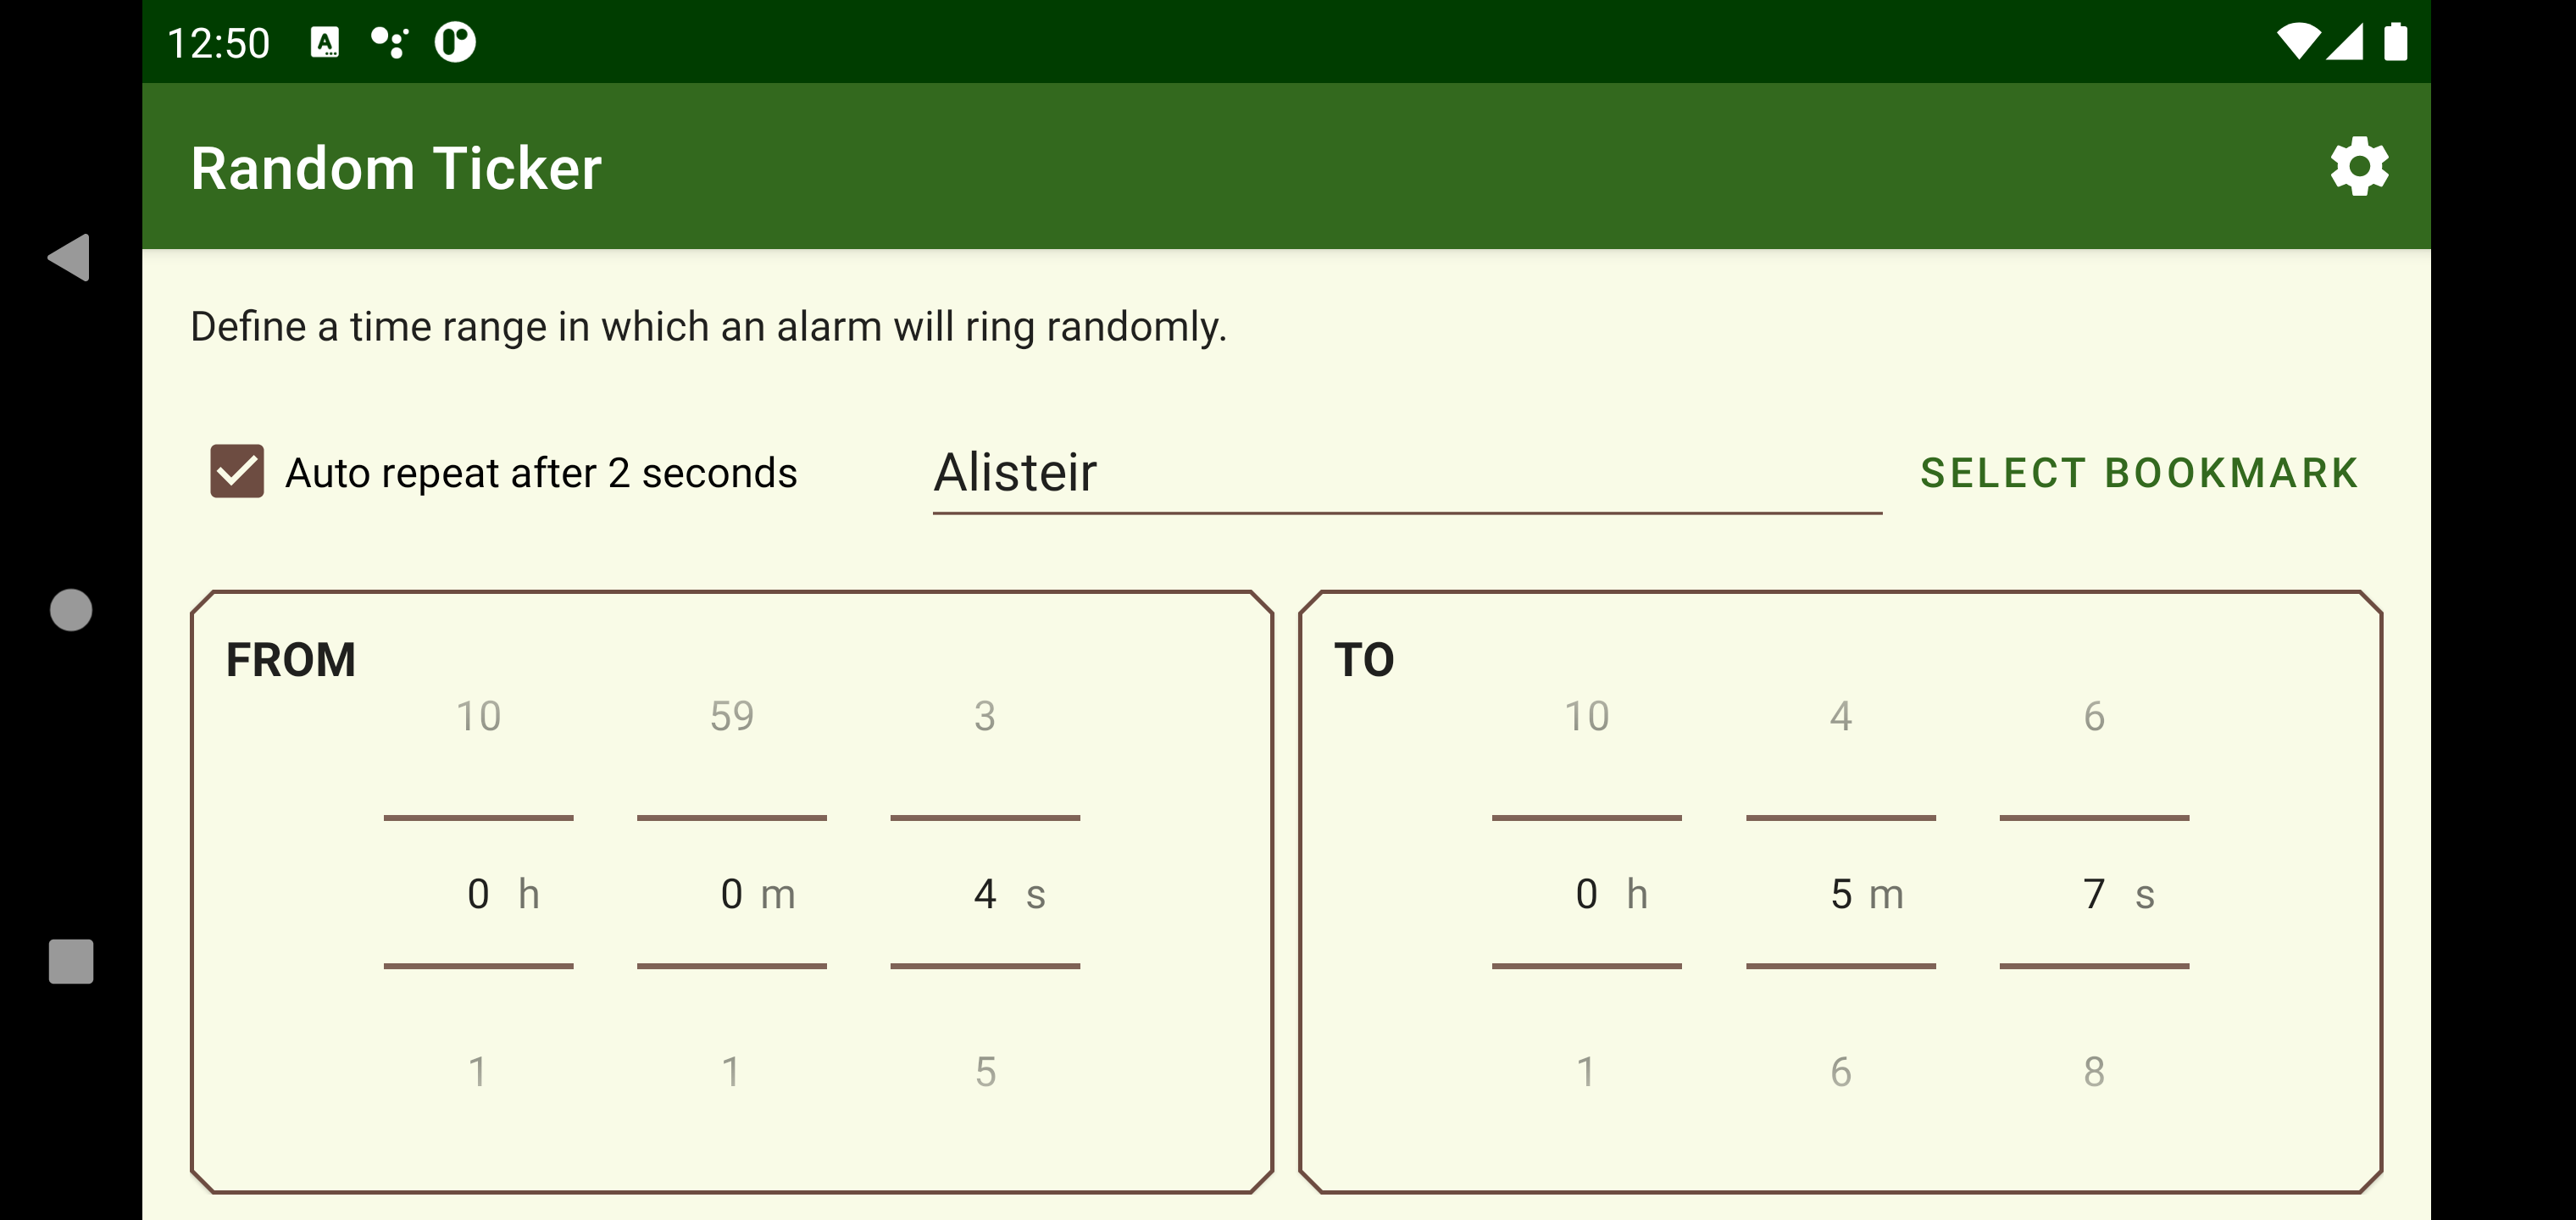 12:50
Random Ticker
Define a time range in which an alarm will ring randomly.
Auto repeat after 2 seconds
Alisteir
SELECT BOOKMARK
FROM
10 59 3
0 h 0 m 4 s
1 1 5
TO
10 4 6
0 h 5 m 7 s
1 6 8